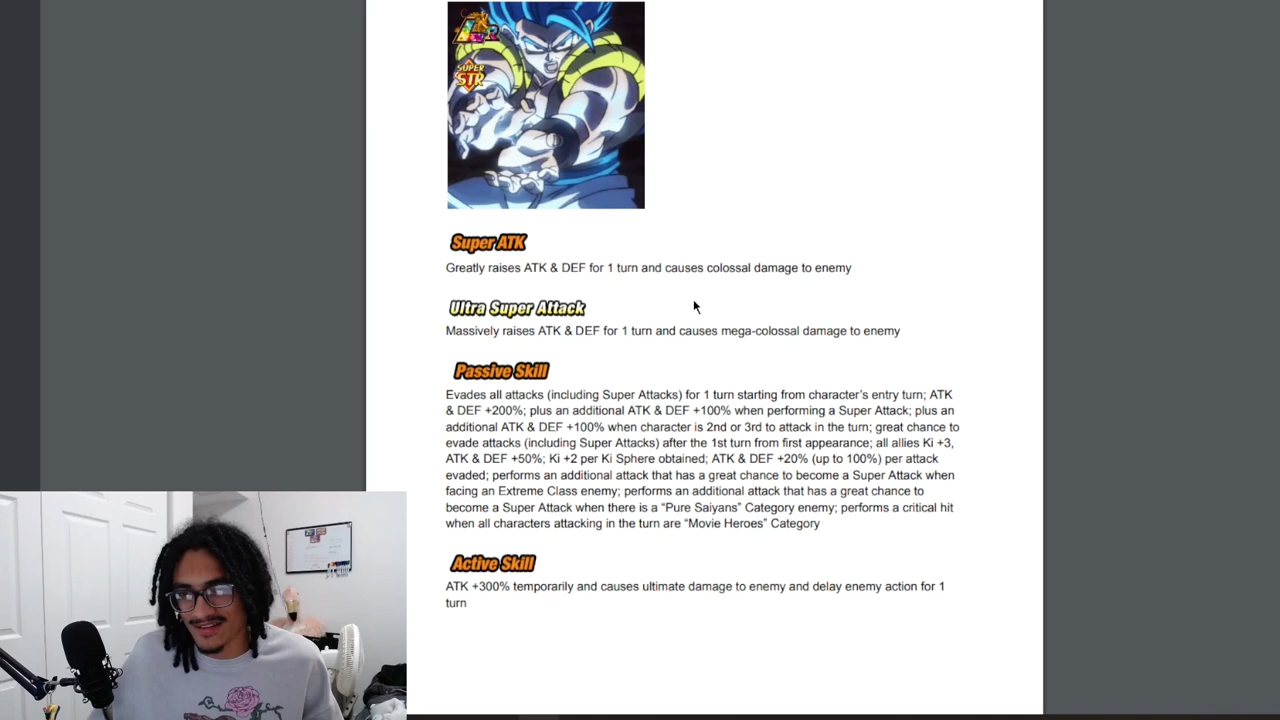 LR
SUPER
STR
Super ATK
Greatly raises ATK & DEF for 1 turn and causes colossal damage to enemy
Ultra Super Attack
Massively raises ATK & DEF for 1 turn and causes mega-colossal damage to enemy
Passive Skill
Evades all attacks (including Super Attacks) for 1 turn starting from character's entry turn; ATK
& DEF +200%; plus an additional ATK & DEF +100% when performing a Super Attack; plus an
additional ATK & DEF +100% when character is 2nd or 3rd to attack in the turn; great chance to
evade attacks (including Super Attacks) after the 1st turn from first appearance; all allies Ki +3,
ATK & DEF +50%; Ki +2 per Ki Sphere obtained; ATK & DEF +20% (up to 100%) per attack
evaded; performs an additional attack that has a great chance to become a Super Attack when
facing an Extreme Class enemy; performs an additional attack that has a great chance to
become a Super Attack when there is a “Pure Saiyans” Category enemy; performs a critical hit
when all characters attacking in the turn are “Movie Heroes” Category
Active Skill
ATK +300% temporarily and causes ultimate damage to enemy and delay enemy action for 1
turn